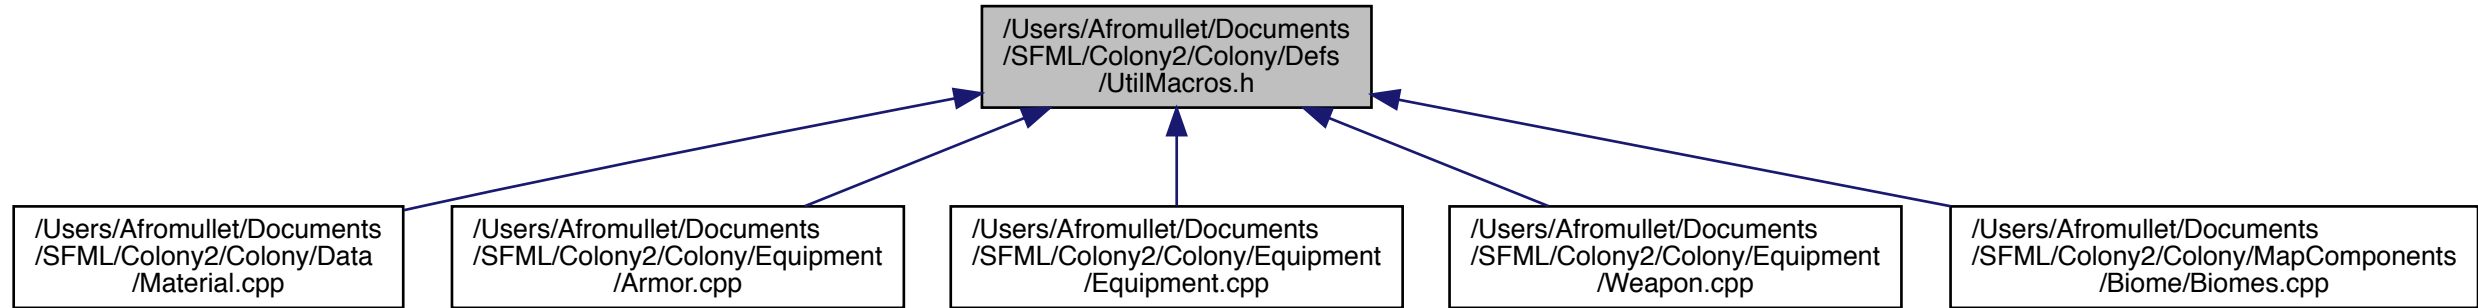 /Users/Afromullet/Documents
/SFML/Colony2/Colony/Defs
/UtilMacros.h
/Users/Afromullet/Documents
/SFML/Colony2/Colony/Data
/Material.cpp
/Users/Afromullet/Documents
/SFML/Colony2/Colony/Equipment
/Armor.cpp
/Users/Afromullet/Documents
/SFML/Colony2/Colony/Equipment
/Equipment.cpp
/Users/Afromullet/Documents
/SFML/Colony2/Colony/Equipment
/Weapon.cpp
/Users/Afromullet/Documents
/SFML/Colony2/Colony/MapComponents
/Biome/Biomes.cpp